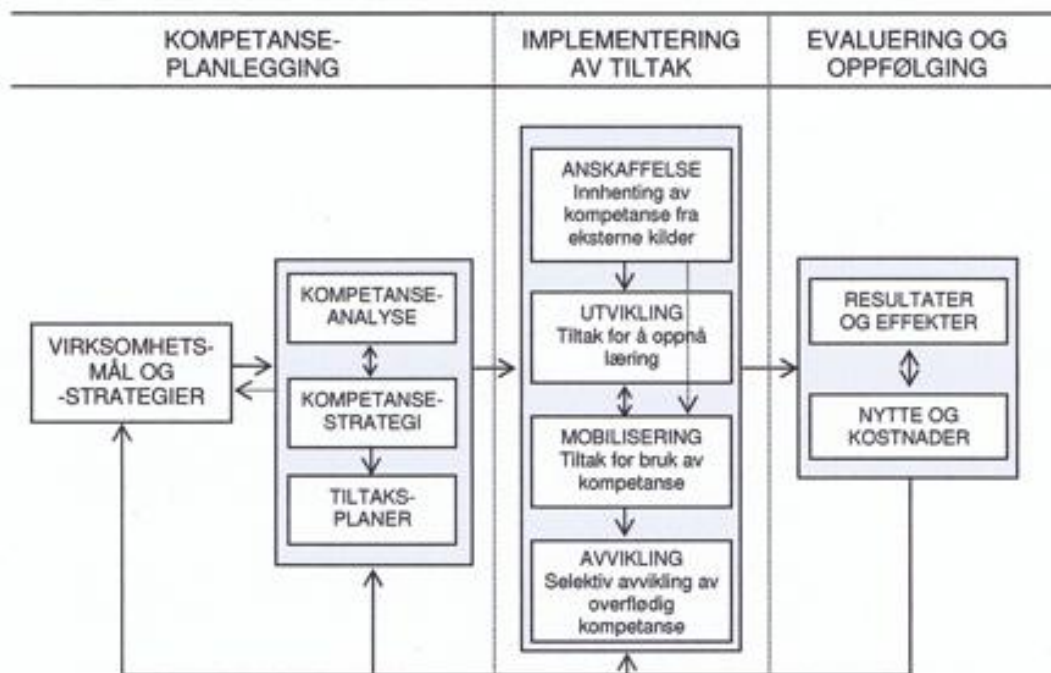 KOMPETANSE-
PLANLEGGING
IMPLEMENTERING
AV TILTAK
EVALUERING OG
OPPFØLGING
VIRKSOMHETS-
MÅL OG
-STRATEGIER
KOMPETANSE-
ANALYSE
KOMPETANSE-
STRATEGI
TILTAKS-
PLANER
ANSKAFFELSE
Innhenting av
kompetanse fra
eksterne kilder
UTVIKLING
Tiltak for å oppnå
læring
MOBILISERING
Tiltak for bruk av
kompetanse
AVVIKLING
Selektiv avvikling av
overflødig
kompetanse
RESULTATER
OG EFFEKTER
NYTTE OG
KOSTNADER